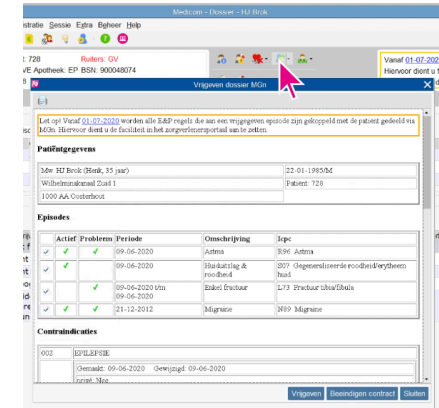 Medicom - Dossier - HJ Brok
stratie Sessie Extra Beheer Help
: 728 Ruiters: GV
VE Apotheek: EP BSN: 900048074
Vanaf 01-07-202
Hiervoor dient u f
Vrijgeven dossier MGn
Let op! Vanaf 01-07-2020 worden alle E&P regels die aan een vrijgegeven episode zijn gekoppeld met de patiënt gedeeld via
MGn. Hiervoor dient u de faciliteit in het zorgverlenersportaal aan te zetten.
Patiëntgegevens
Mw. HJ Brok (Henk, 35 jaar) 22-01-1985/M
Wilhelminakanaal Zuid 1 Patiënt: 728
1000 AA Oosterhout
Episodes
Actief Probleem Periode Omschrijving Icpc
09-06-2020 Astma R96 Astma
09-06-2020 Huiduitslag & roodheid S07 Gegeneraliseerde roodheid/erytheem huid
09-06-2020 t/m 09-06-2020 Enkel fractuur L73 Fractuur tibia/fibula
21-12-2012 Migraine N89 Migraine
Contraindicaties
002 EPILEPSIE
Gemaakt: 09-06-2020 Gewijzigd: 09-06-2020
privé: Nee
Vrijgeven Beeindigen contract Sluiten